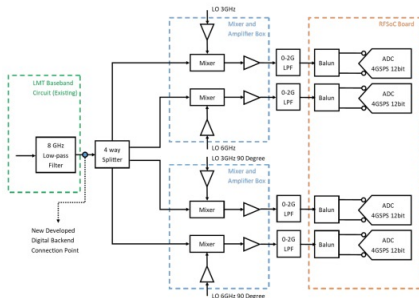 LO 3GHz
Mixer and
Amplifier Box
RFSoC Board
Mixer
0-2G
LPF
Balun
ADC
4GSPS 12bit
LMT Baseband
Circuit (Existing)
Mixer
0-2G
LPF
Balun
ADC
4GSPS 12bit
8 GHz
Low-pass
Filter
4 way
Splitter
LO 6GHz
LO 3GHz 90 Degree
Mixer and
Amplifier Box
Mixer
0-2G
LPF
Balun
ADC
4GSPS 12bit
New Developed
Digital Backend
Connection Point
Mixer
0-2G
LPF
Balun
ADC
4GSPS 12bit
LO 6GHz 90 Degree